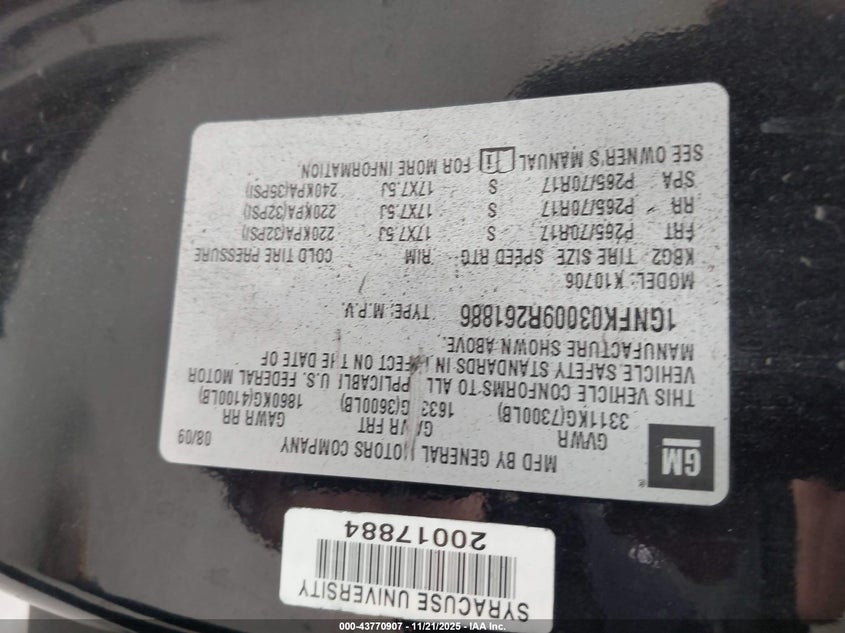 GM
®
MFD BY GENERAL MOTORS COMPANY
08/09
GVWR GAWR FRT GAWR RR
3311KG(7300LB) 1633KG(3600LB) 1860KG(4100LB)
THIS VEHICLE CONFORMS TO ALL APPLICABLE U.S. FEDERAL MOTOR
VEHICLE SAFETY STANDARDS IN EFFECT ON THE DATE OF
MANUFACTURE SHOWN ABOVE.
1GNFK03009R261886 TYPE: M.P.V.
MODEL: K10706
KBG2 TIRE SIZE SPEED RTG RIM COLD TIRE PRESSURE
FRT P265/70R17 S 17X7.5J 220KPA(32PSI)
RR P265/70R17 S 17X7.5J 220KPA(32PSI)
SPA P265/70R17 S 17X7.5J 240KPA(35PSI)
SEE OWNER'S MANUAL i FOR MORE INFORMATION.
SYRACUSE UNIVERSITY
20017884
000-43770907 - 11/21/2025 - IAA Inc.